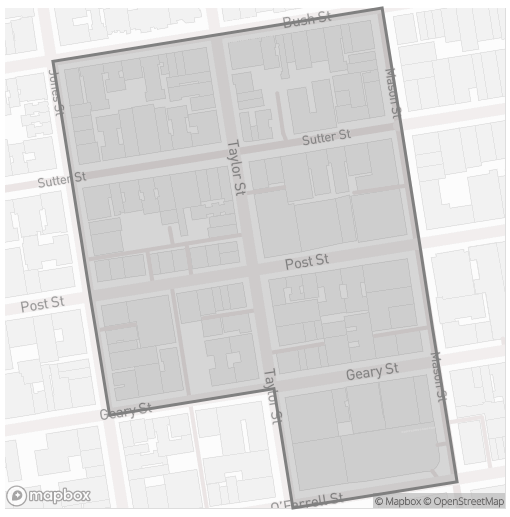 Bush St
Jones St
Mason St
Sutter St
Taylor St
Sutter St
Post St
Post St
Geary St
Mason St
Taylor St
Geary St
O'Farrell St
mapbox
© Mapbox © OpenStreetMap